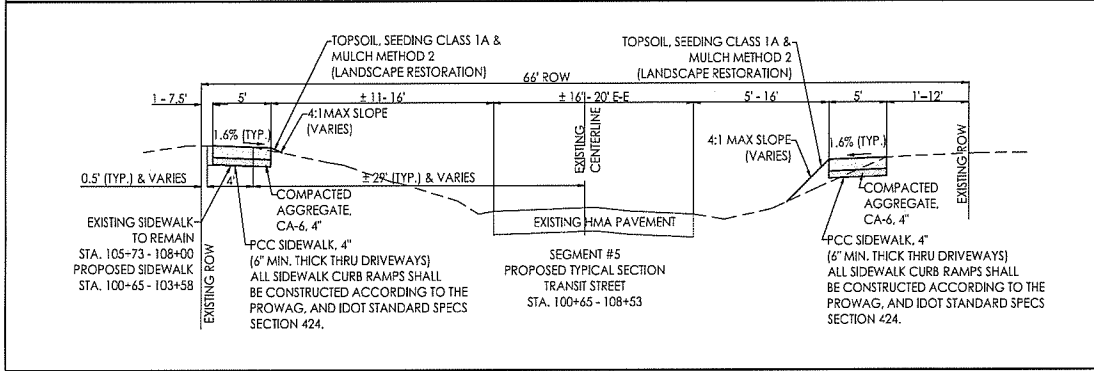 TOPSOIL, SEEDING CLASS 1A &
MULCH METHOD 2
(LANDSCAPE RESTORATION)
TOPSOIL, SEEDING CLASS 1A &
MULCH METHOD 2
(LANDSCAPE RESTORATION)
66' ROW
1 - 7.5'
5'
± 11- 16'
± 16'- 20' E-E
5' - 16'
5'
1'-12'
4:1 MAX SLOPE
(VARIES)
4:1 MAX SLOPE
(VARIES)
1.6% (TYP.)
1.6% (TYP.)
EXISTING
CENTERLINE
EXISTING ROW
0.5' (TYP.) & VARIES
4'
± 29' (TYP.) & VARIES
COMPACTED
AGGREGATE,
CA-6, 4"
COMPACTED
AGGREGATE,
CA-6, 4"
EXISTING HMA PAVEMENT
EXISTING SIDEWALK
TO REMAIN
STA. 105+73 - 108+00
PROPOSED SIDEWALK
STA. 100+65 - 103+58
EXISTING ROW
PCC SIDEWALK, 4"
(6" MIN. THICK THRU DRIVEWAYS)
ALL SIDEWALK CURB RAMPS SHALL
BE CONSTRUCTED ACCORDING TO THE
PROWAG, AND IDOT STANDARD SPECS
SECTION 424.
SEGMENT #5
PROPOSED TYPICAL SECTION
TRANSIT STREET
STA. 100+65 - 108+53
PCC SIDEWALK, 4"
(6" MIN. THICK THRU DRIVEWAYS)
ALL SIDEWALK CURB RAMPS SHALL
BE CONSTRUCTED ACCORDING TO THE
PROWAG, AND IDOT STANDARD SPECS
SECTION 424.